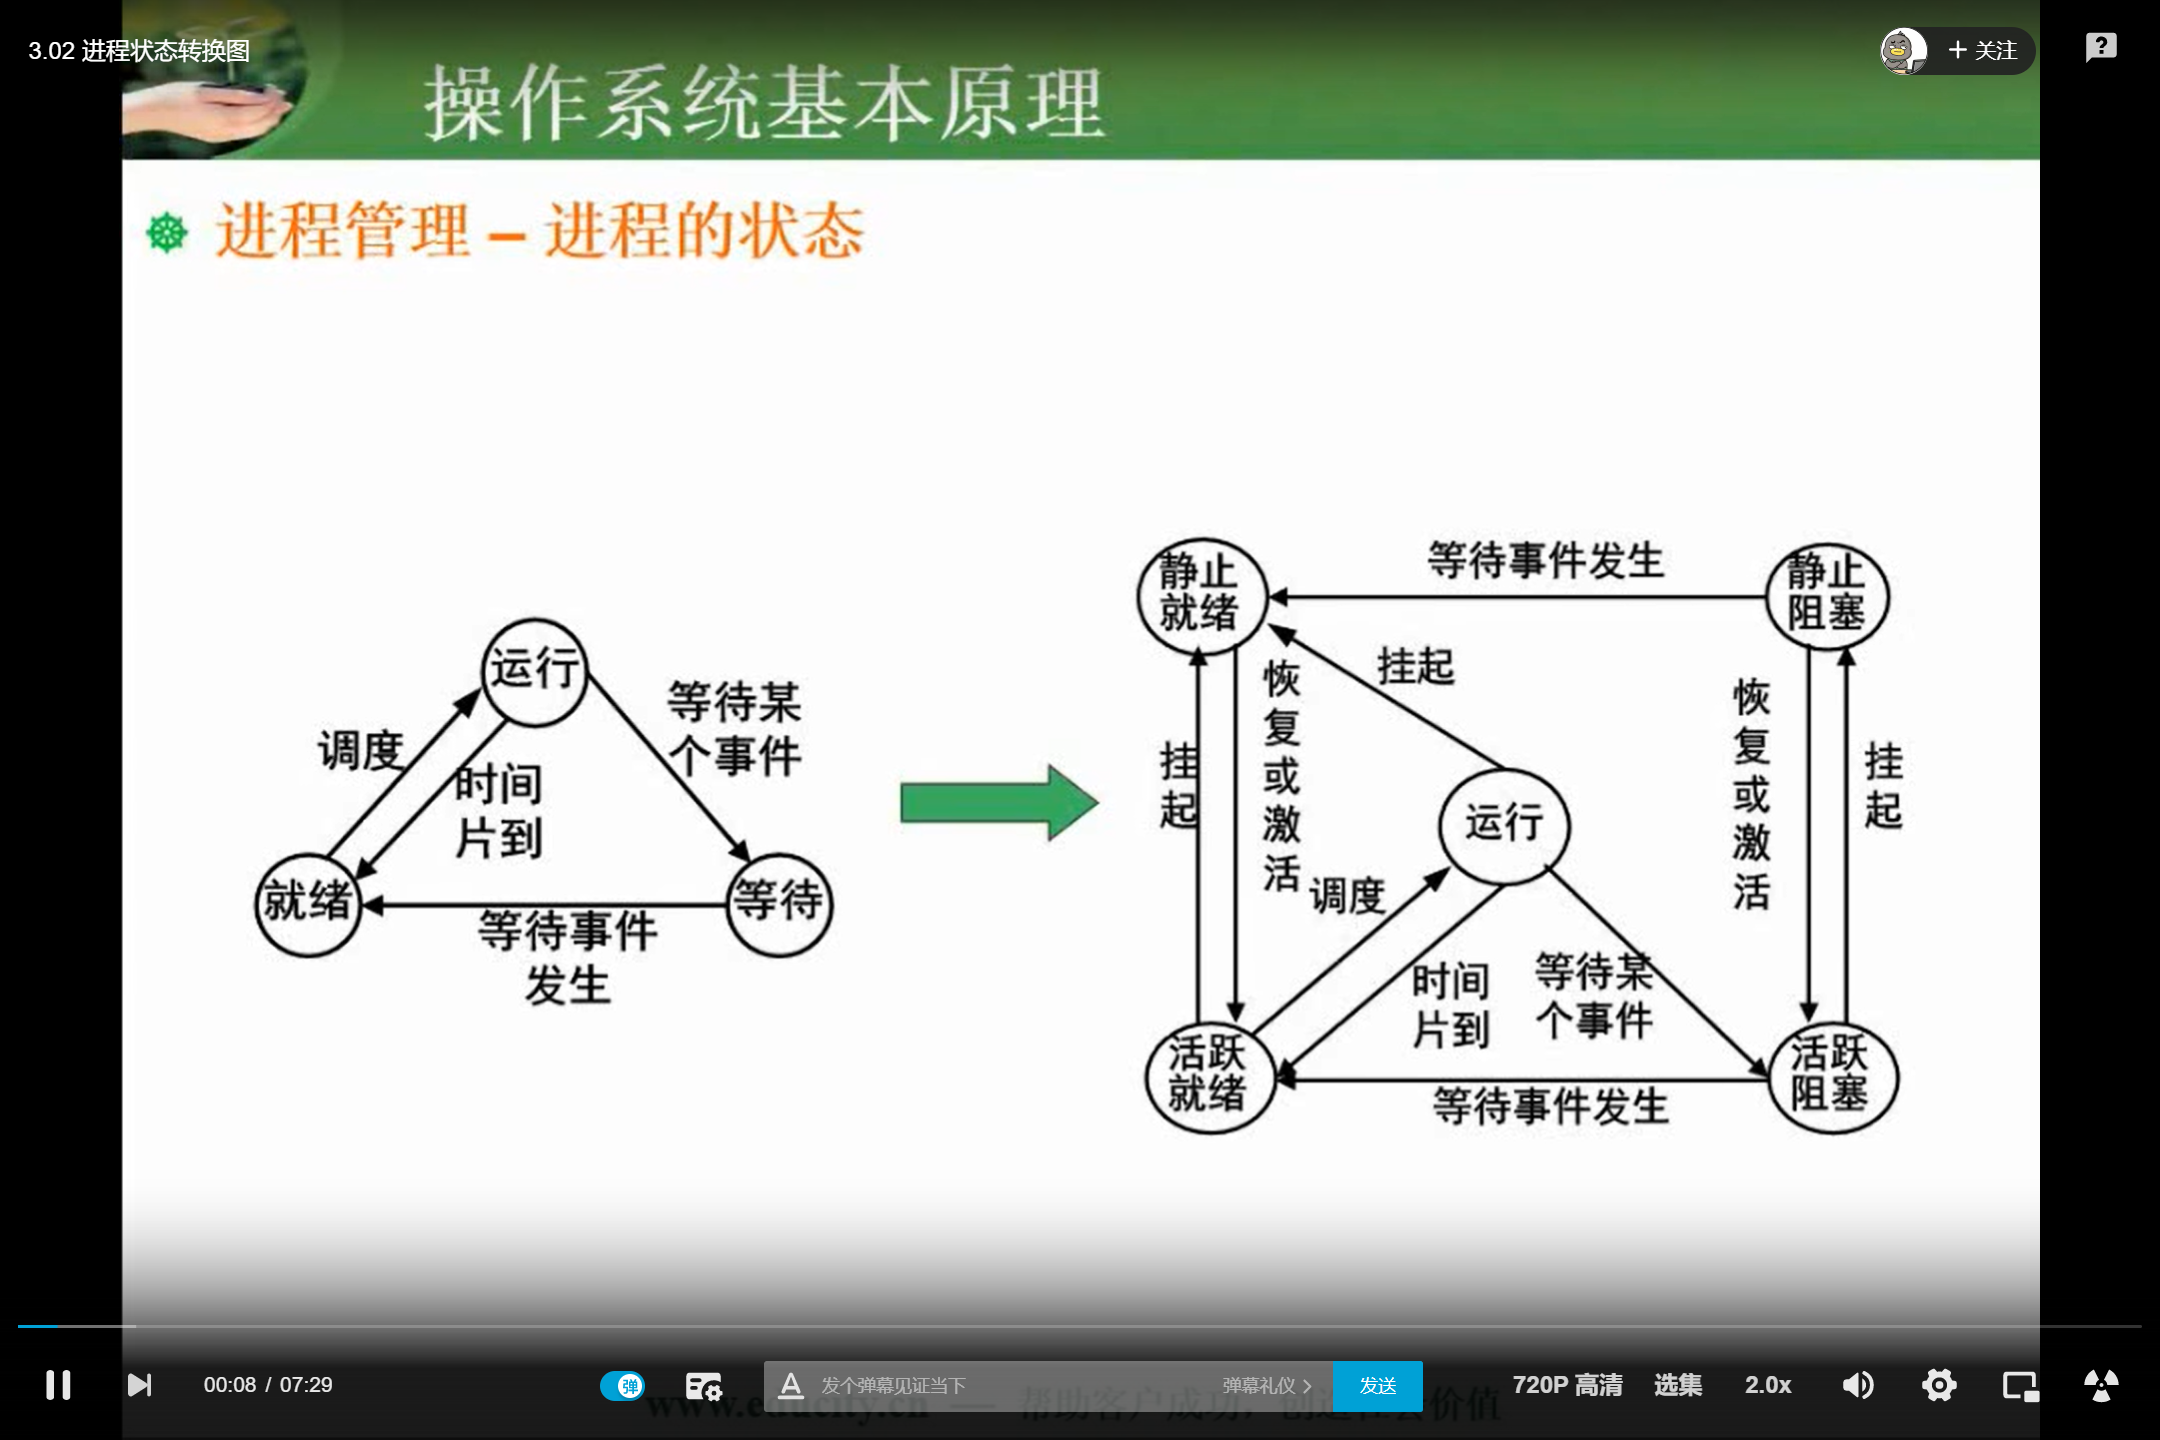 3.02 进程状态转换图
+ 关注
操作系统基本原理
进程管理 – 进程的状态
运行
调度
时间
片到
等待某
个事件
就绪
等待
等待事件
发生
静止
就绪
等待事件发生
静止
阻塞
挂起
挂起
恢复或激活
恢复或激活
挂起
运行
调度
时间
片到
等待某
个事件
活跃
就绪
等待事件发生
活跃
阻塞
00:08 / 07:29
弹
发个弹幕见证当下
弹幕礼仪
发送
720P 高清
选集
2.0x
www.educity.cn — 帮助客户成功，创造社会价值